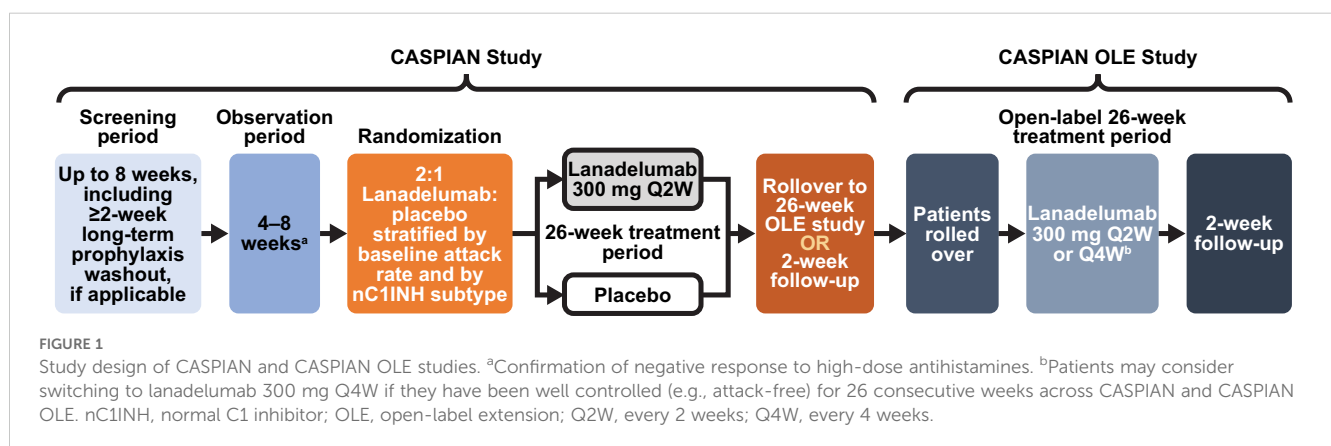 CASPIAN Study
CASPIAN OLE Study
Screening
period
Observation
period
Randomization
Open-label 26-week
treatment period
Up to 8 weeks,
including
≥2-week
long-term
prophylaxis
washout,
if applicable
4–8
weeksᵃ
2:1
Lanadelumab:
placebo
stratified by
baseline attack
rate and by
nC1INH subtype
Lanadelumab
300 mg Q2W
26-week treatment
period
Placebo
Rollover to
26-week
OLE study
OR
2-week
follow-up
Patients
rolled
over
Lanadelumab
300 mg Q2W
or Q4Wᵇ
2-week
follow-up
FIGURE 1
Study design of CASPIAN and CASPIAN OLE studies. ᵃConfirmation of negative response to high-dose antihistamines. ᵇPatients may consider
switching to lanadelumab 300 mg Q4W if they have been well controlled (e.g., attack-free) for 26 consecutive weeks across CASPIAN and CASPIAN
OLE. nC1INH, normal C1 inhibitor; OLE, open-label extension; Q2W, every 2 weeks; Q4W, every 4 weeks.